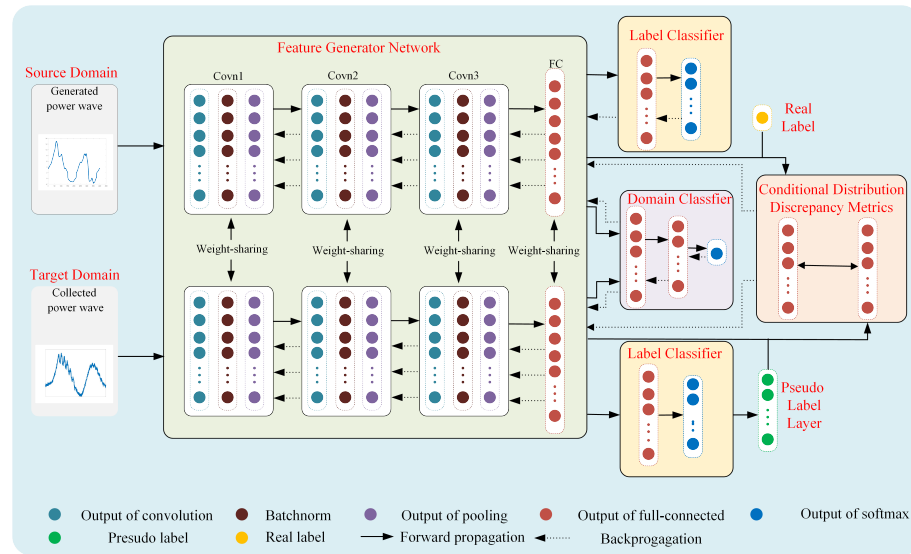 Feature Generator Network
Label Classifier
Source Domain
Generated
power wave
Covn1
Covn2
Covn3
FC
Real
Label
Domain Classfier
Conditional Distribution
Discrepancy Metrics
Weight-sharing
Weight-sharing
Weight-sharing
Weight-sharing
Target Domain
Collected
power wave
Label Classifier
Pseudo
Label
Layer
Output of convolution
Batchnorm
Output of pooling
Output of full-connected
Output of softmax
Presudo label
Real label
Forward propagation
Backprogagation